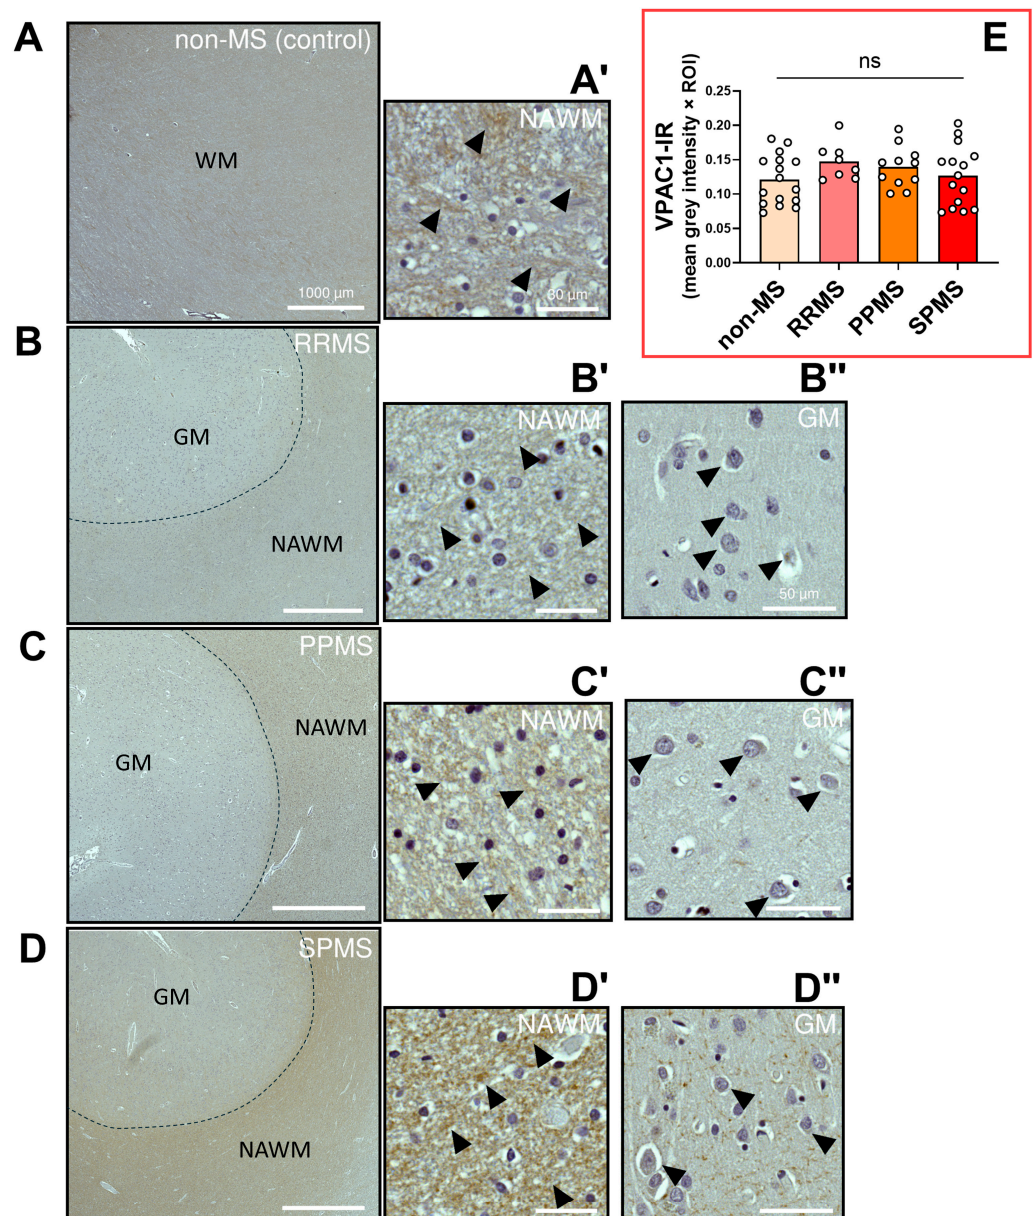 A
non-MS (control)
WM
1000 µm
A'
NAWM
80 µm
E
ns
VPAC1-IR
(mean grey intensity × ROI)
0.25
0.20
0.15
0.10
0.05
0.00
non-MS
RRMS
PPMS
SPMS
B
RRMS
GM
NAWM
B'
NAWM
B"
GM
50 µm
C
PPMS
GM
NAWM
C'
NAWM
C"
GM
D
SPMS
GM
NAWM
D'
NAWM
D"
GM